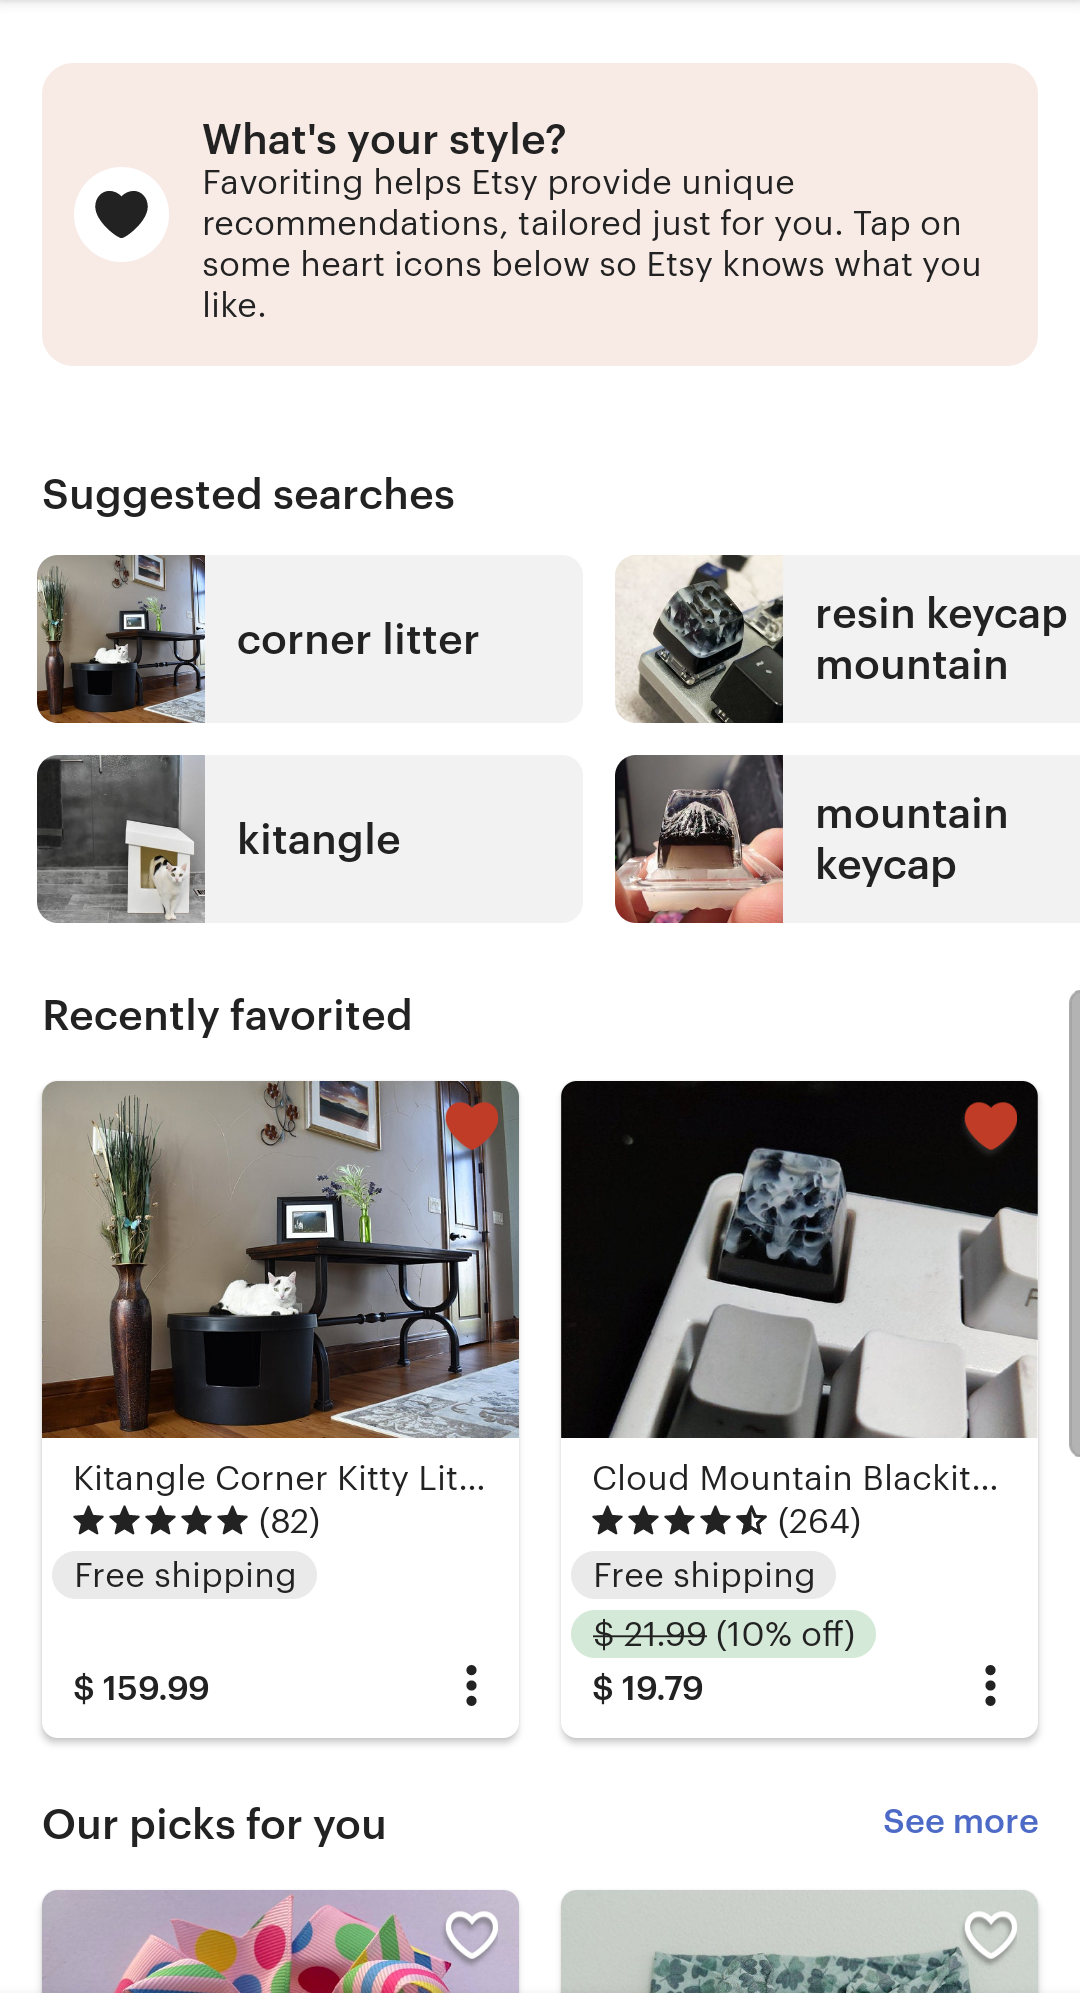 What's your style?
Favoriting helps Etsy provide unique
recommendations, tailored just for you. Tap on
some heart icons below so Etsy knows what you
like.
Suggested searches
corner litter
resin keycap
mountain
kitangle
mountain
keycap
Recently favorited
Kitangle Corner Kitty Lit...
(82)
Free shipping
$ 159.99
Cloud Mountain Blackit...
(264)
Free shipping
$ 21.99 (10% off)
$ 19.79
Our picks for you
See more